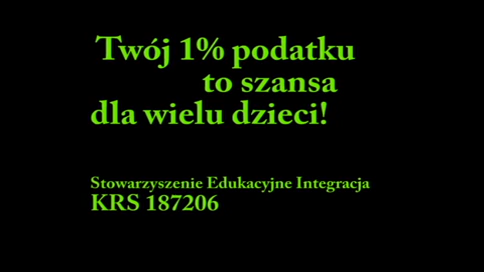 Twój 1% podatku
to szansa
dla wielu dzieci!
Stowarzyszenie Edukacyjne Integracja
KRS 187206